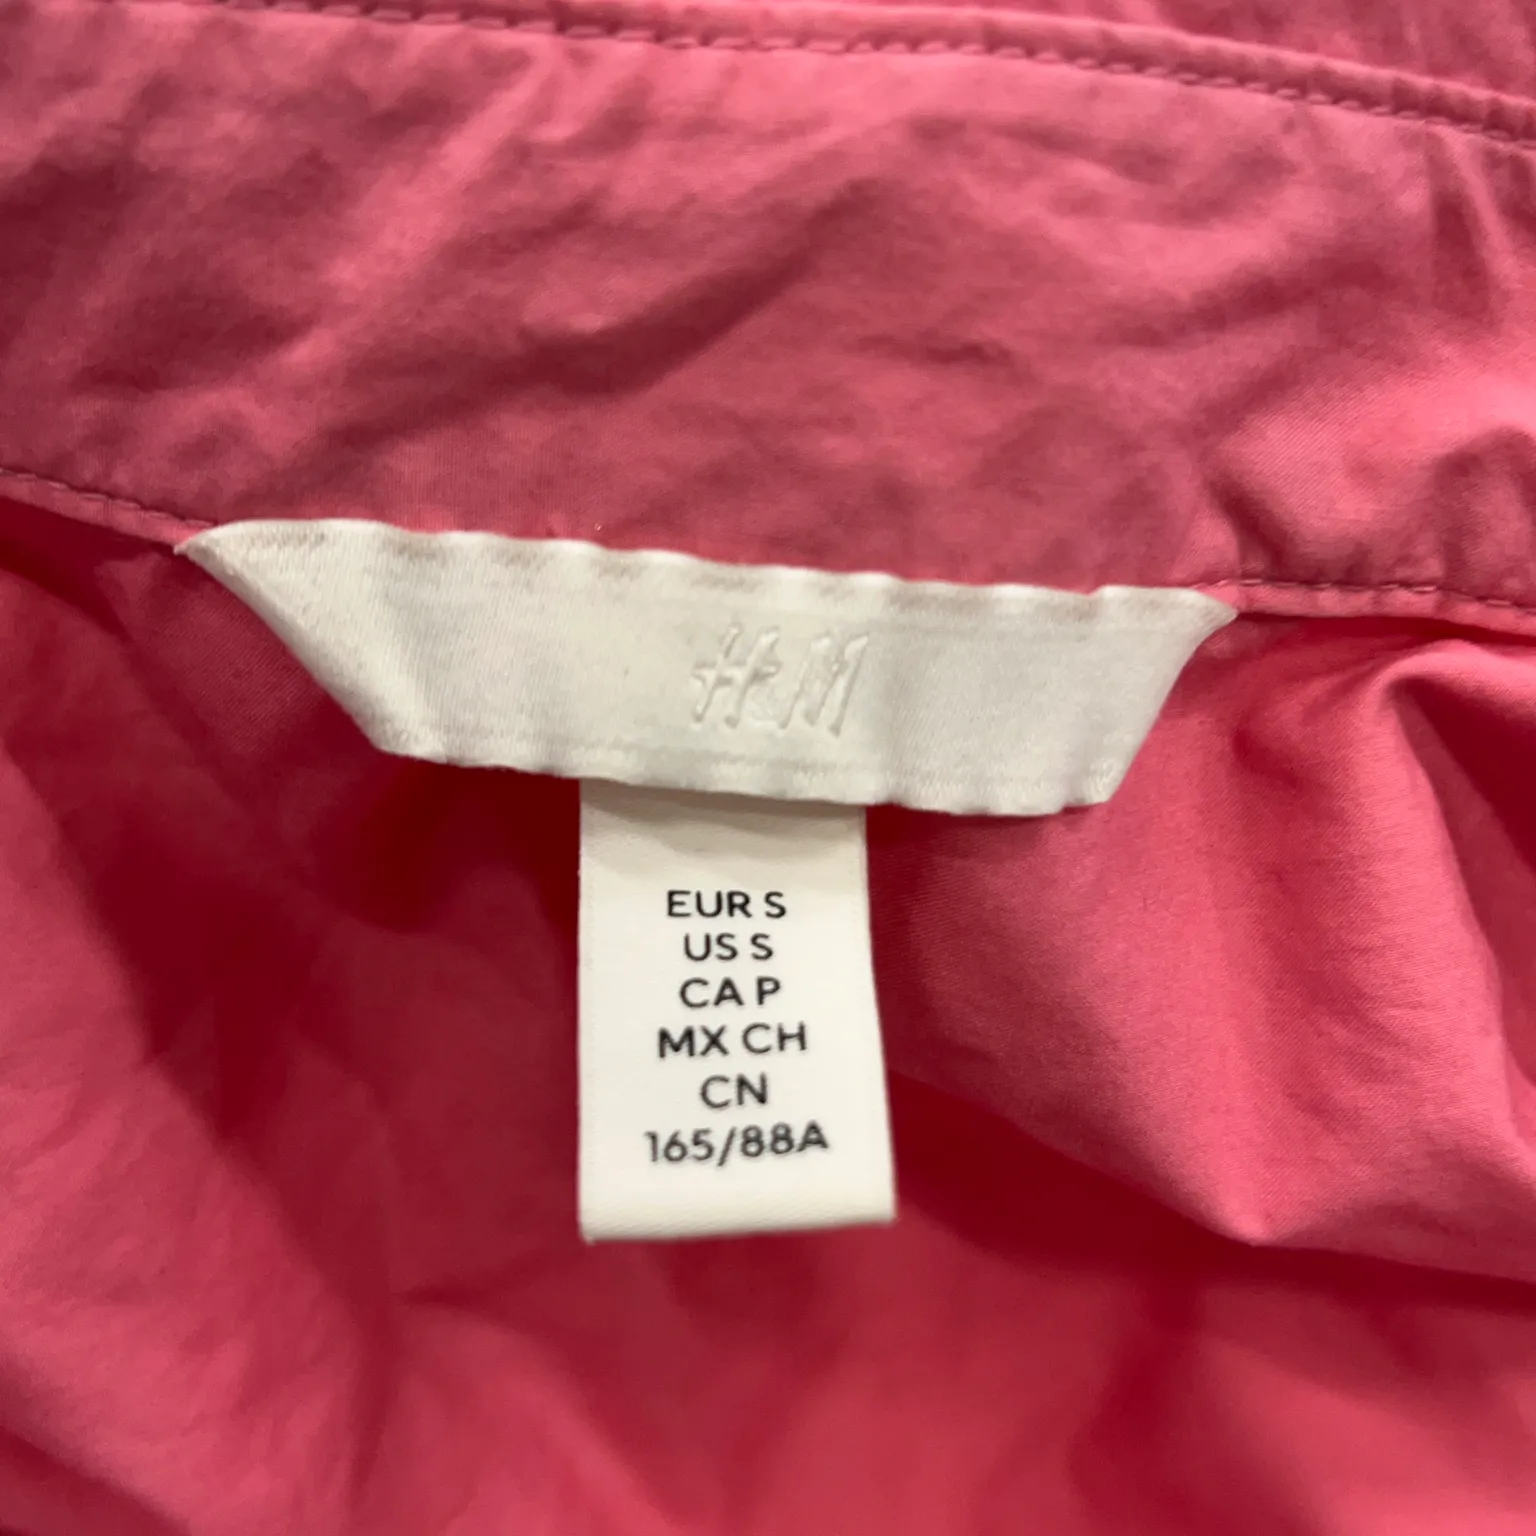 H&M
EUR S
US S
CA P
MX CH
CN
165/88A